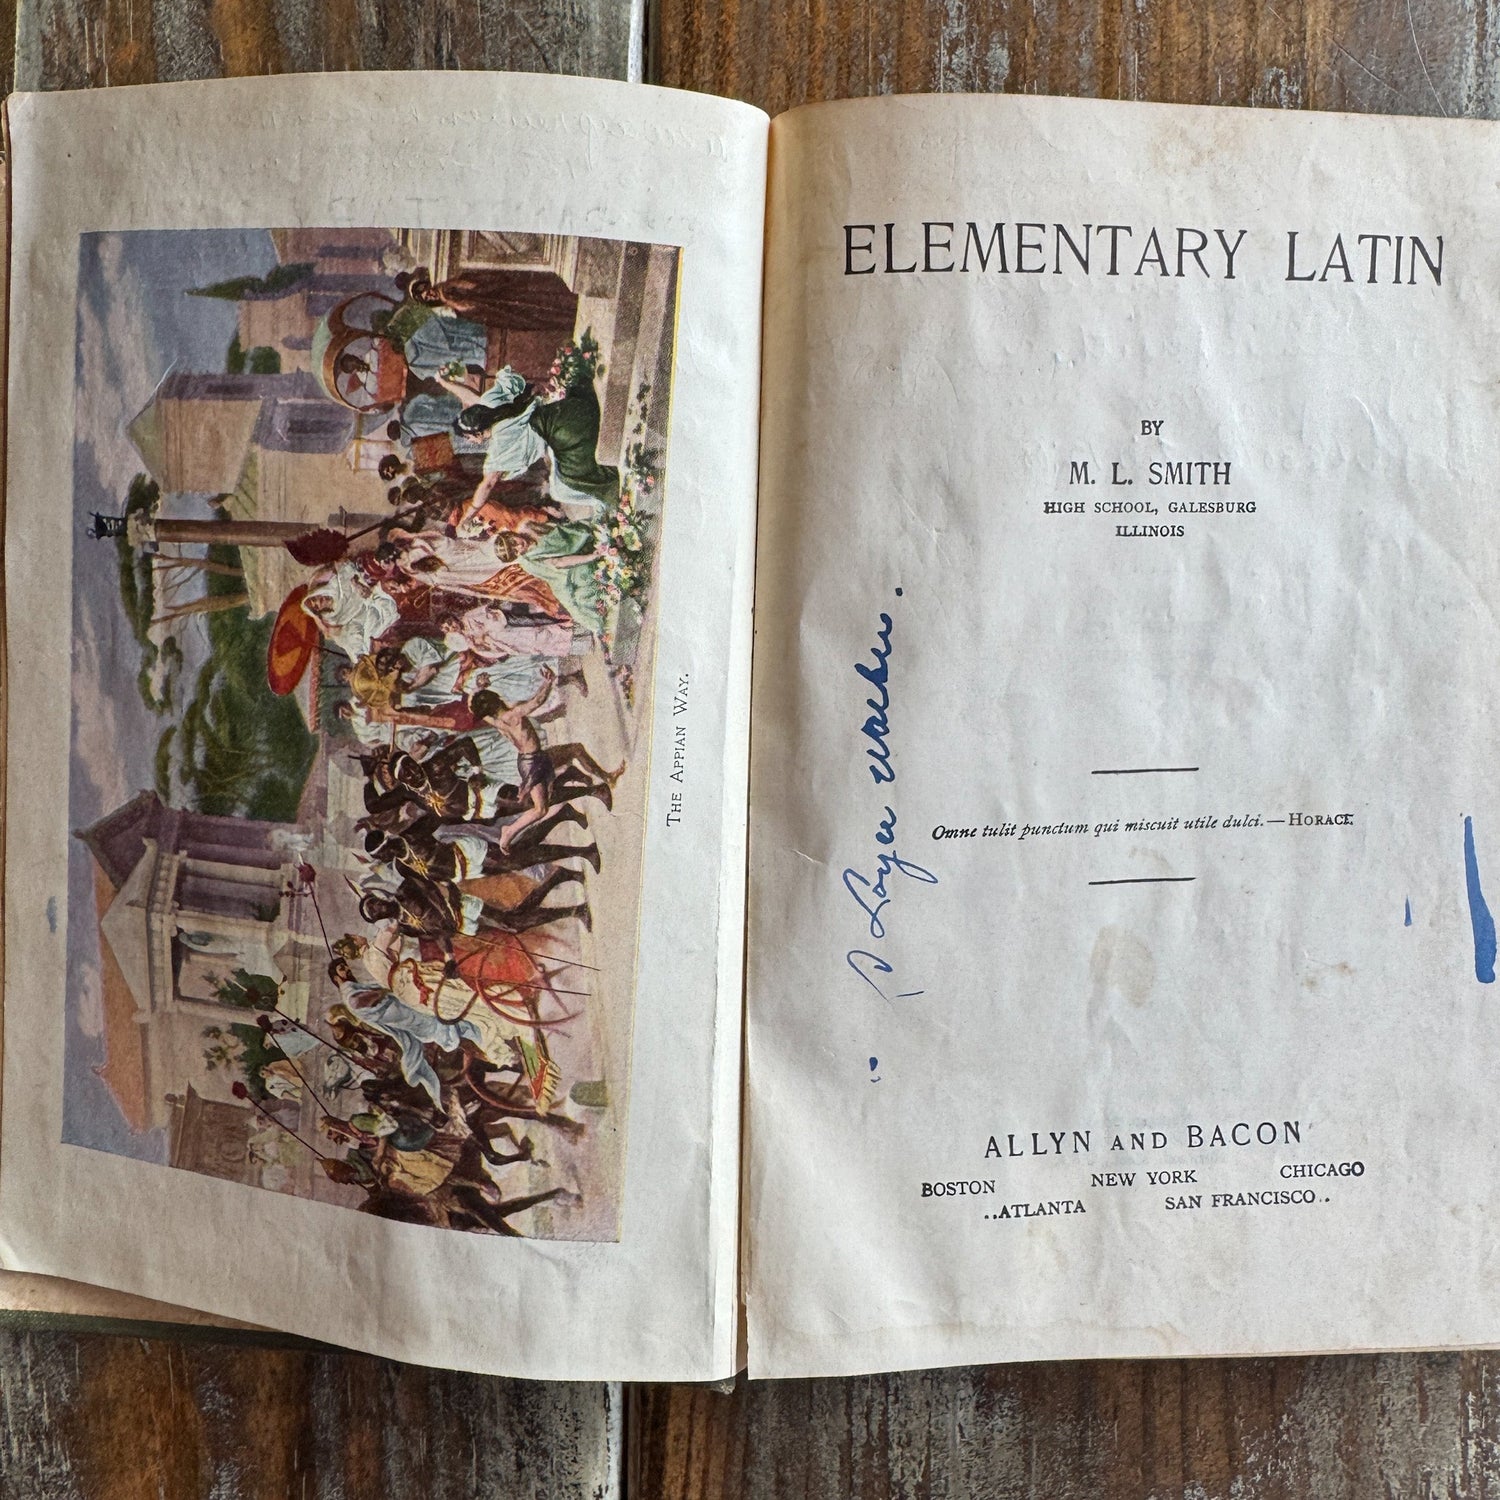 THE APPIAN WAY.
ELEMENTARY LATIN
BY
M. L. SMITH
HIGH SCHOOL, GALESBURG
ILLINOIS
Omne tulit punctum qui miscuit utile dulci.—HORACE.
ALLYN AND BACON
BOSTON NEW YORK CHICAGO
ATLANTA SAN FRANCISCO